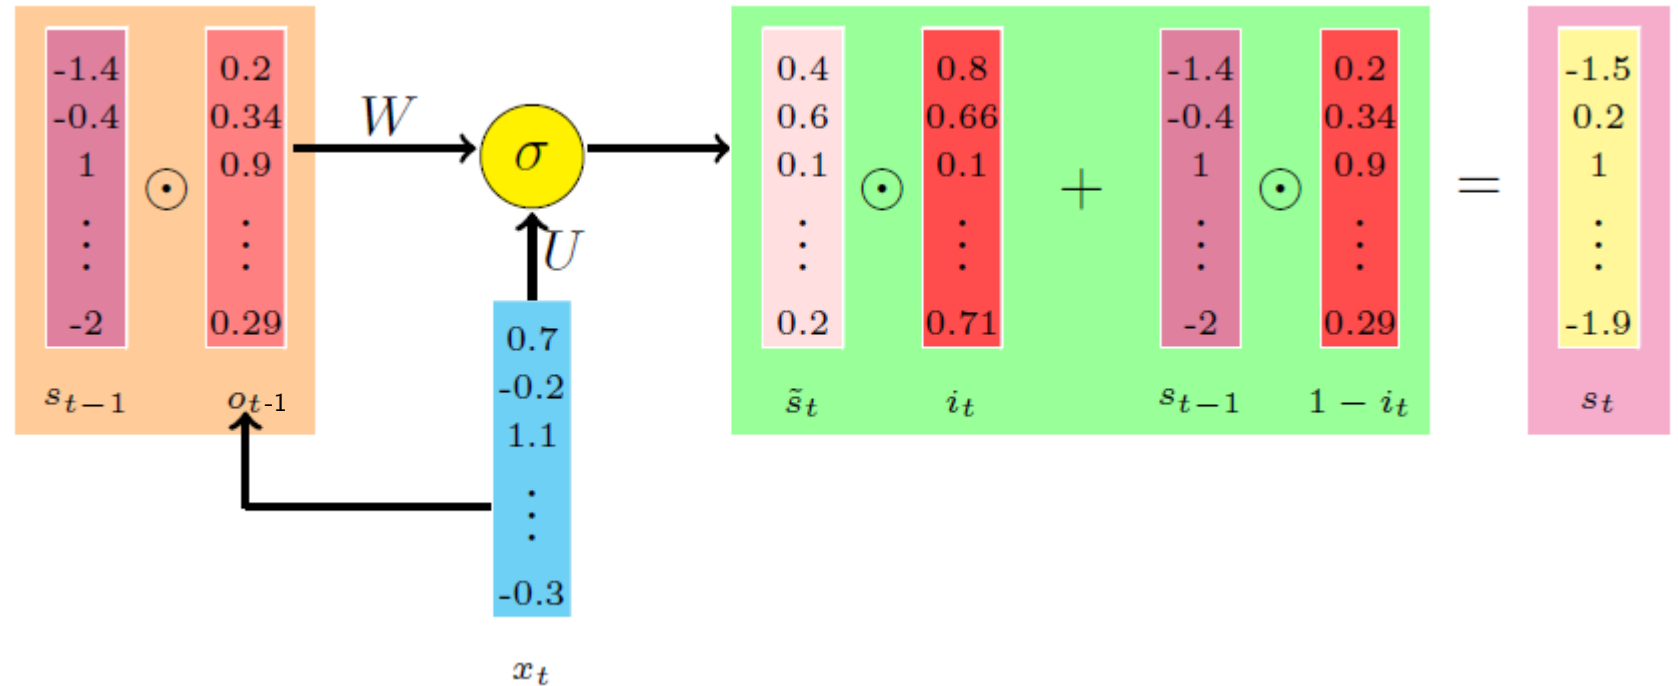 -1.4 0.2 0.4 0.8 -1.4 0.2 -1.5
-0.4 0.34 W 0.6 0.66 -0.4 0.34 0.2
1 ⊙ 0.9 σ 0.1 ⊙ 0.1 + 1 ⊙ 0.9 = 1
⋮ ⋮ U ⋮ ⋮ ⋮ ⋮ ⋮
-2 0.29 0.2 0.71 -2 0.29 -1.9
s_{t−1} o_{t-1} s̃_t i_t s_{t−1} 1 − i_t s_t
0.7
-0.2
1.1
⋮
-0.3
x_t